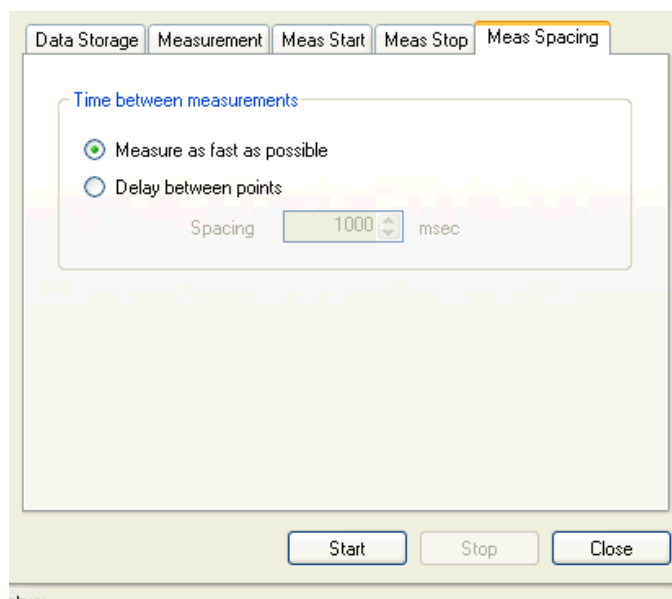 Data Storage Measurement Meas Start Meas Stop Meas Spacing
Time between measurements
Measure as fast as possible
Delay between points
Spacing 1000 msec
Start Stop Close